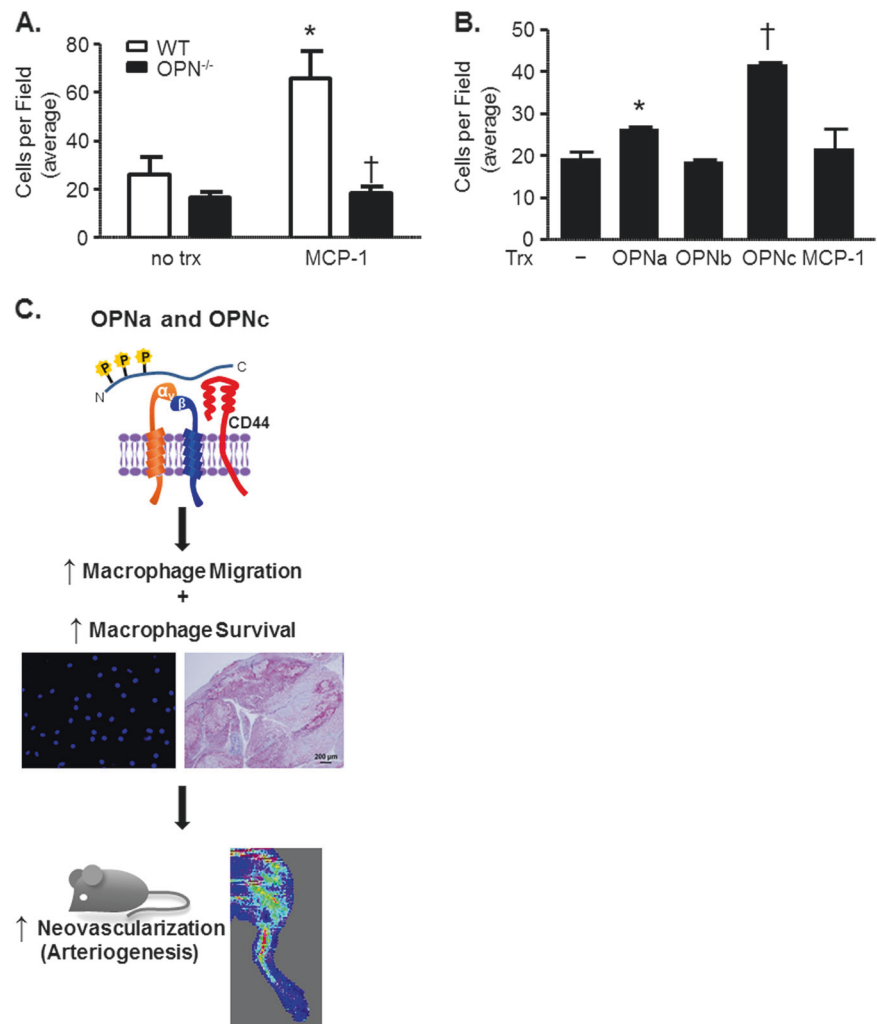 A.
Cells per Field
(average)
80
60
40
20
0
WT
OPN-/-
*
†
no trx
MCP-1
B.
Cells per Field
(average)
50
40
30
20
10
0
*
†
Trx
– OPNa OPNb OPNc MCP-1
C.
OPNa and OPNc
P P P
N
C
αv
β
CD44
↑ Macrophage Migration
+
↑ Macrophage Survival
200 µm
↑ Neovascularization
(Arteriogenesis)